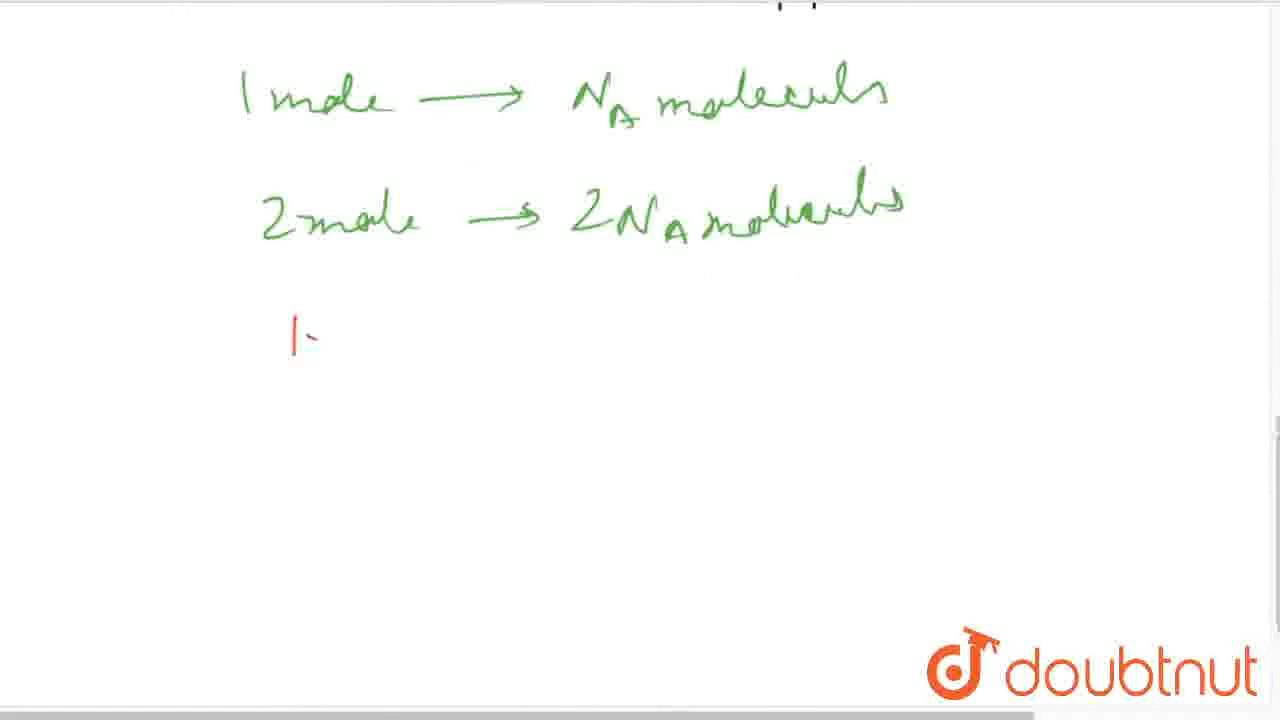 1 mole → NA molecules
2 mole → 2NA molecules
doubtnut